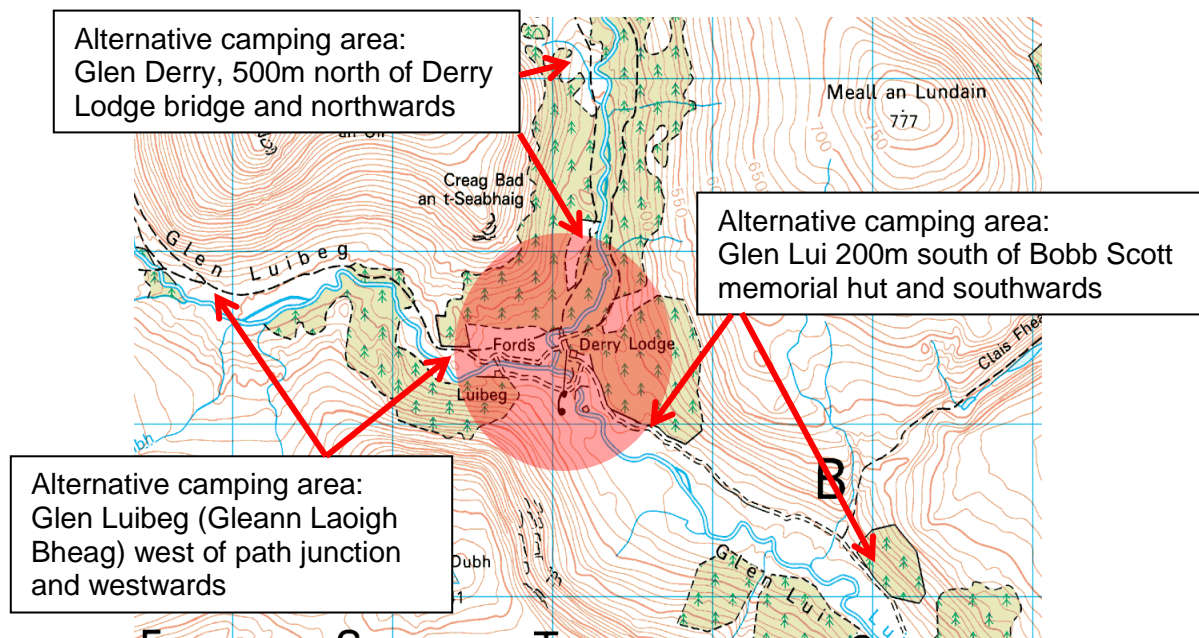 Alternative camping area:
Glen Derry, 500m north of Derry
Lodge bridge and northwards
Meall an Lundain
777
700
750
650
550
Creag Bad
an t-Seabhaig
Alternative camping area:
Glen Lui 200m south of Bobb Scott
memorial hut and southwards
Glen Luibeg
Fords
Derry Lodge
Luibeg
Clais Fhea
B
Alternative camping area:
Glen Luibeg (Gleann Laoigh
Bheag) west of path junction
and westwards
Dubh
Glen Lui